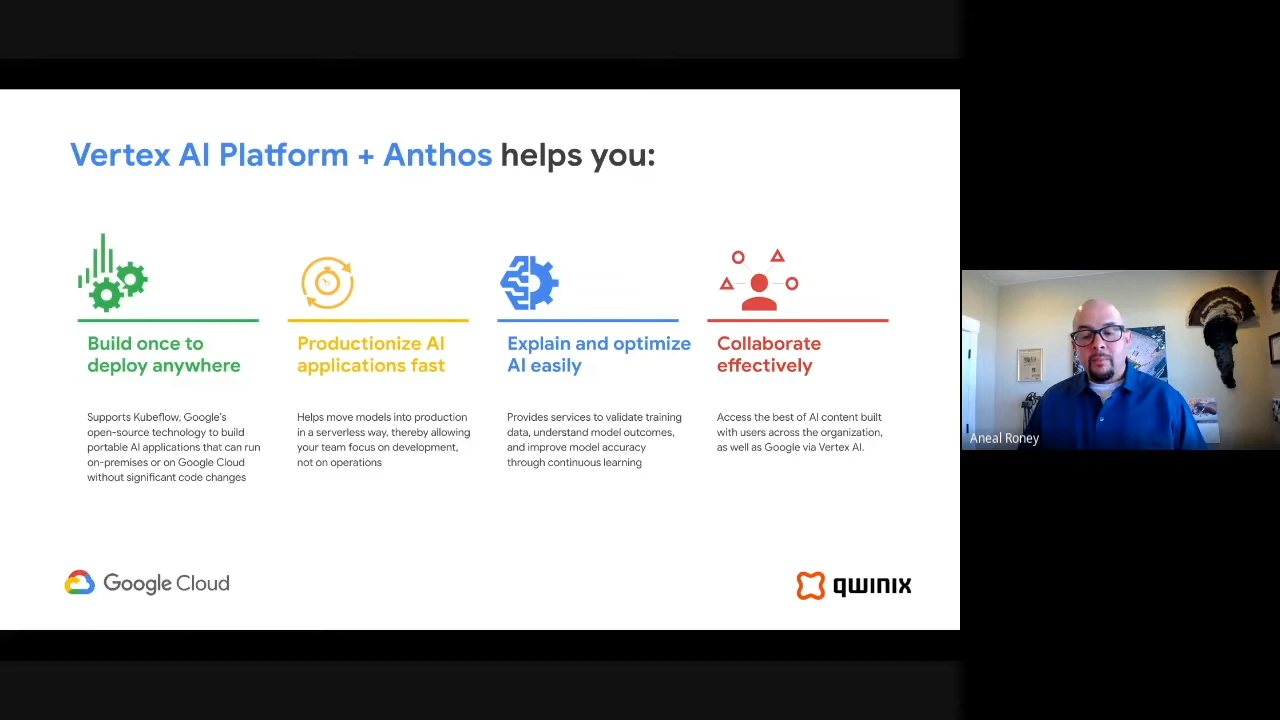 Vertex AI Platform + Anthos helps you:
Build once to
deploy anywhere
Supports Kubeflow, Google's
open-source technology to build
portable AI applications that can run
on-premises or on Google Cloud
without significant code changes
Productionize AI
applications fast
Helps move models into production
in a serverless way, thereby allowing
your team focus on development,
not on operations
Explain and optimize
AI easily
Provides services to validate training
data, understand model outcomes,
and improve model accuracy
through continuous learning
Collaborate
effectively
Access the best of AI content built
with users across the organization,
as well as Google via Vertex AI.
Google Cloud
qwinix
Aneal Roney